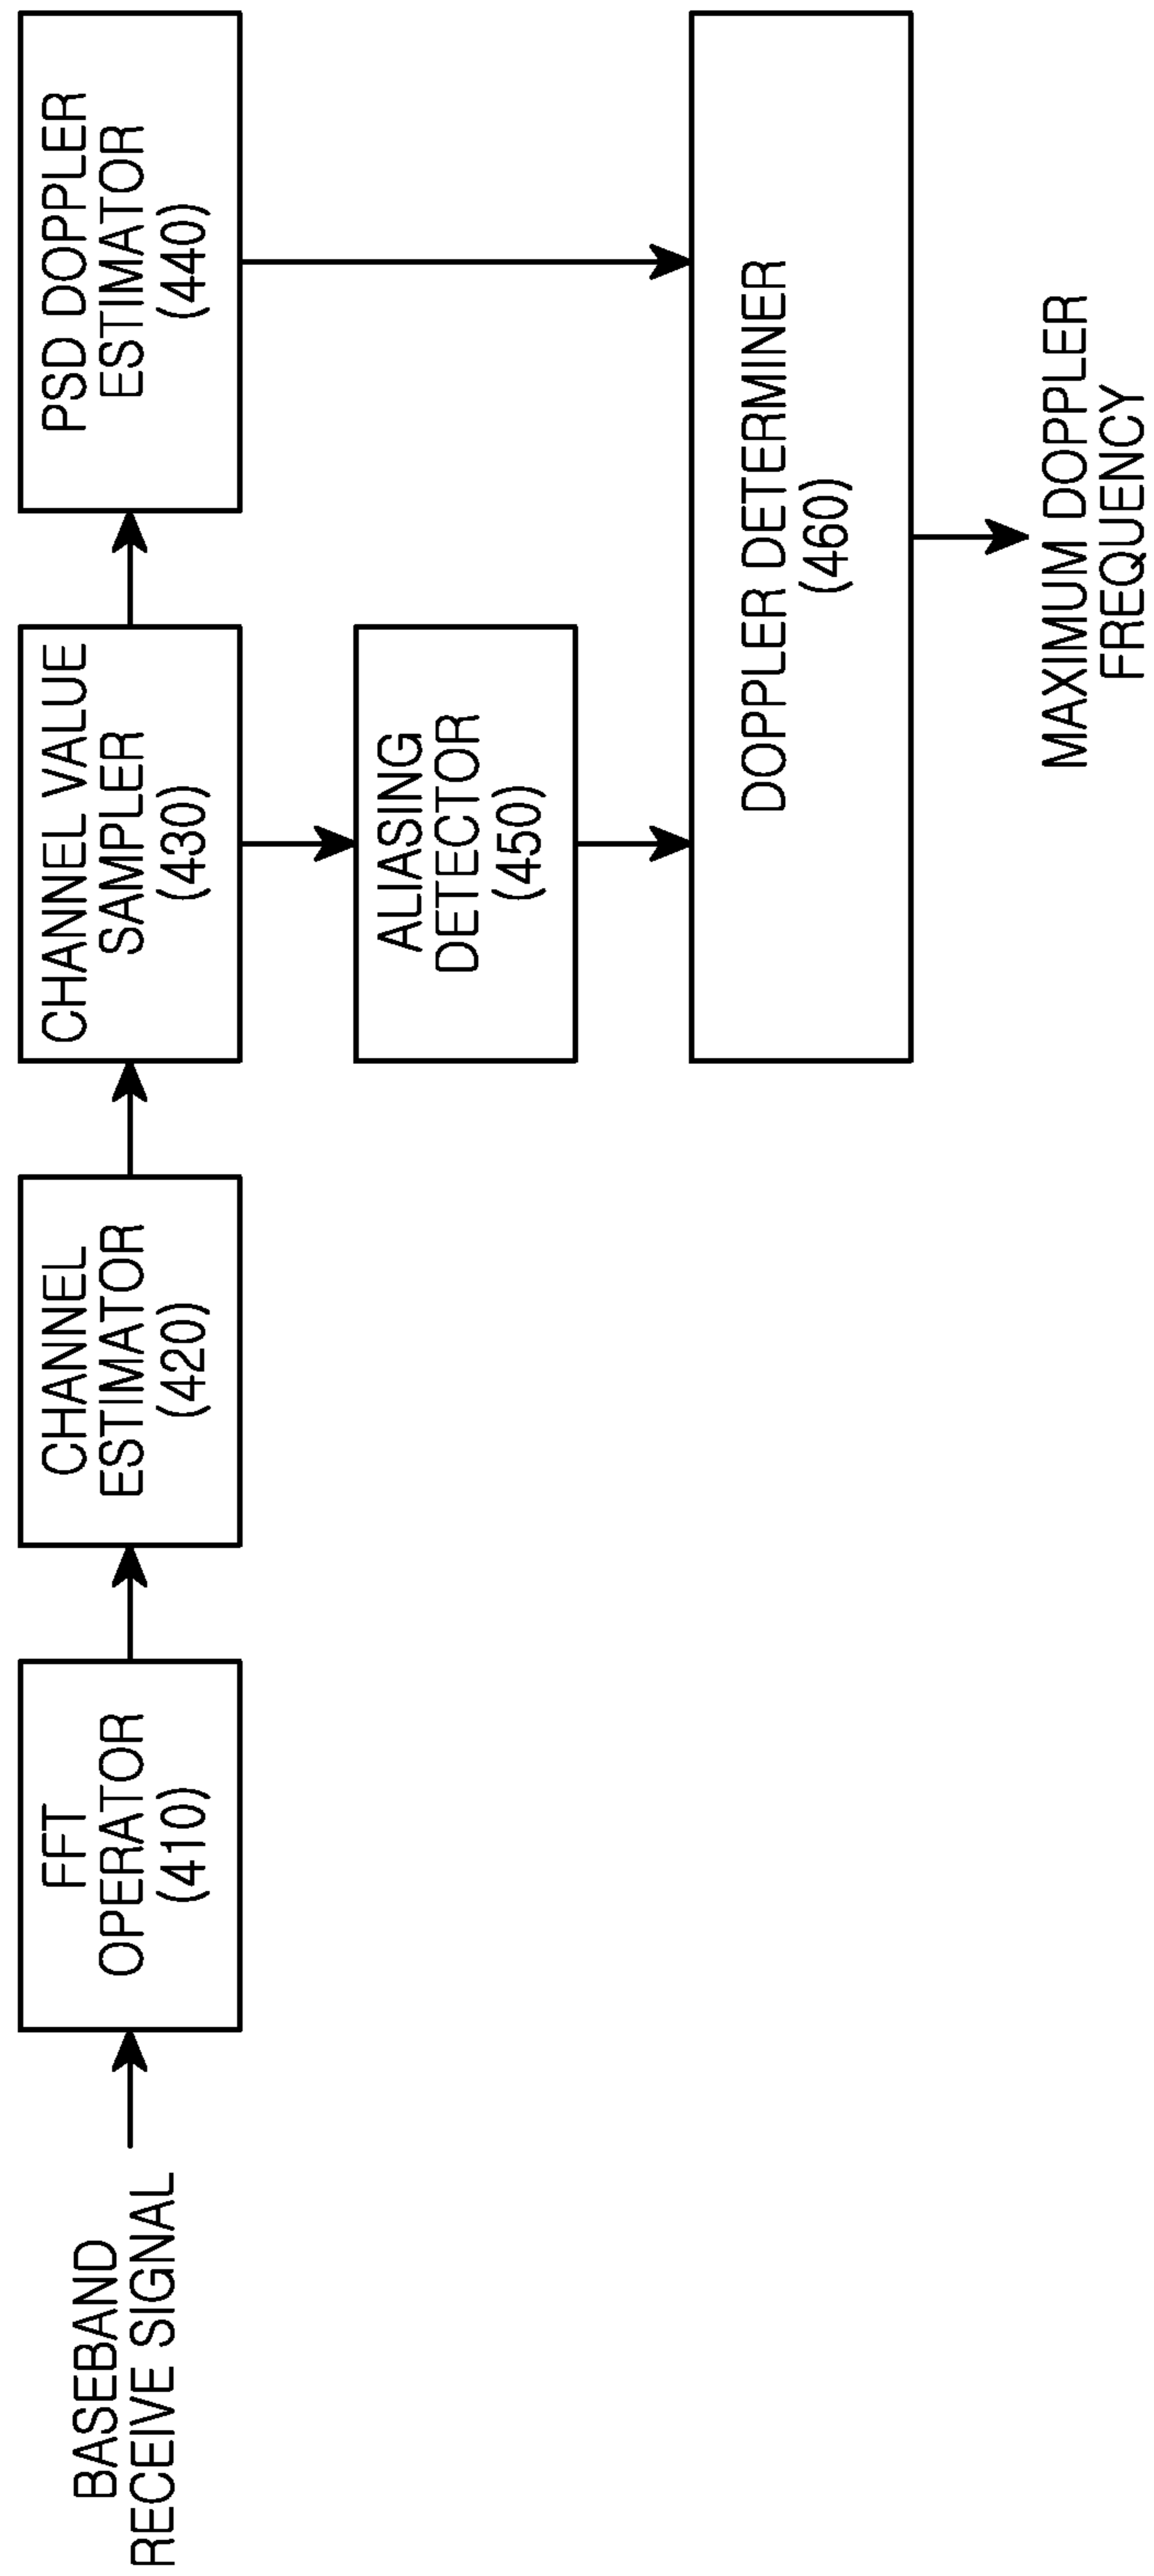 BASEBAND
RECEIVE SIGNAL
FFT
OPERATOR
(410)
CHANNEL
ESTIMATOR
(420)
CHANNEL VALUE
SAMPLER
(430)
PSD DOPPLER
ESTIMATOR
(440)
ALIASING
DETECTOR
(450)
DOPPLER DETERMINER
(460)
MAXIMUM DOPPLER
FREQUENCY